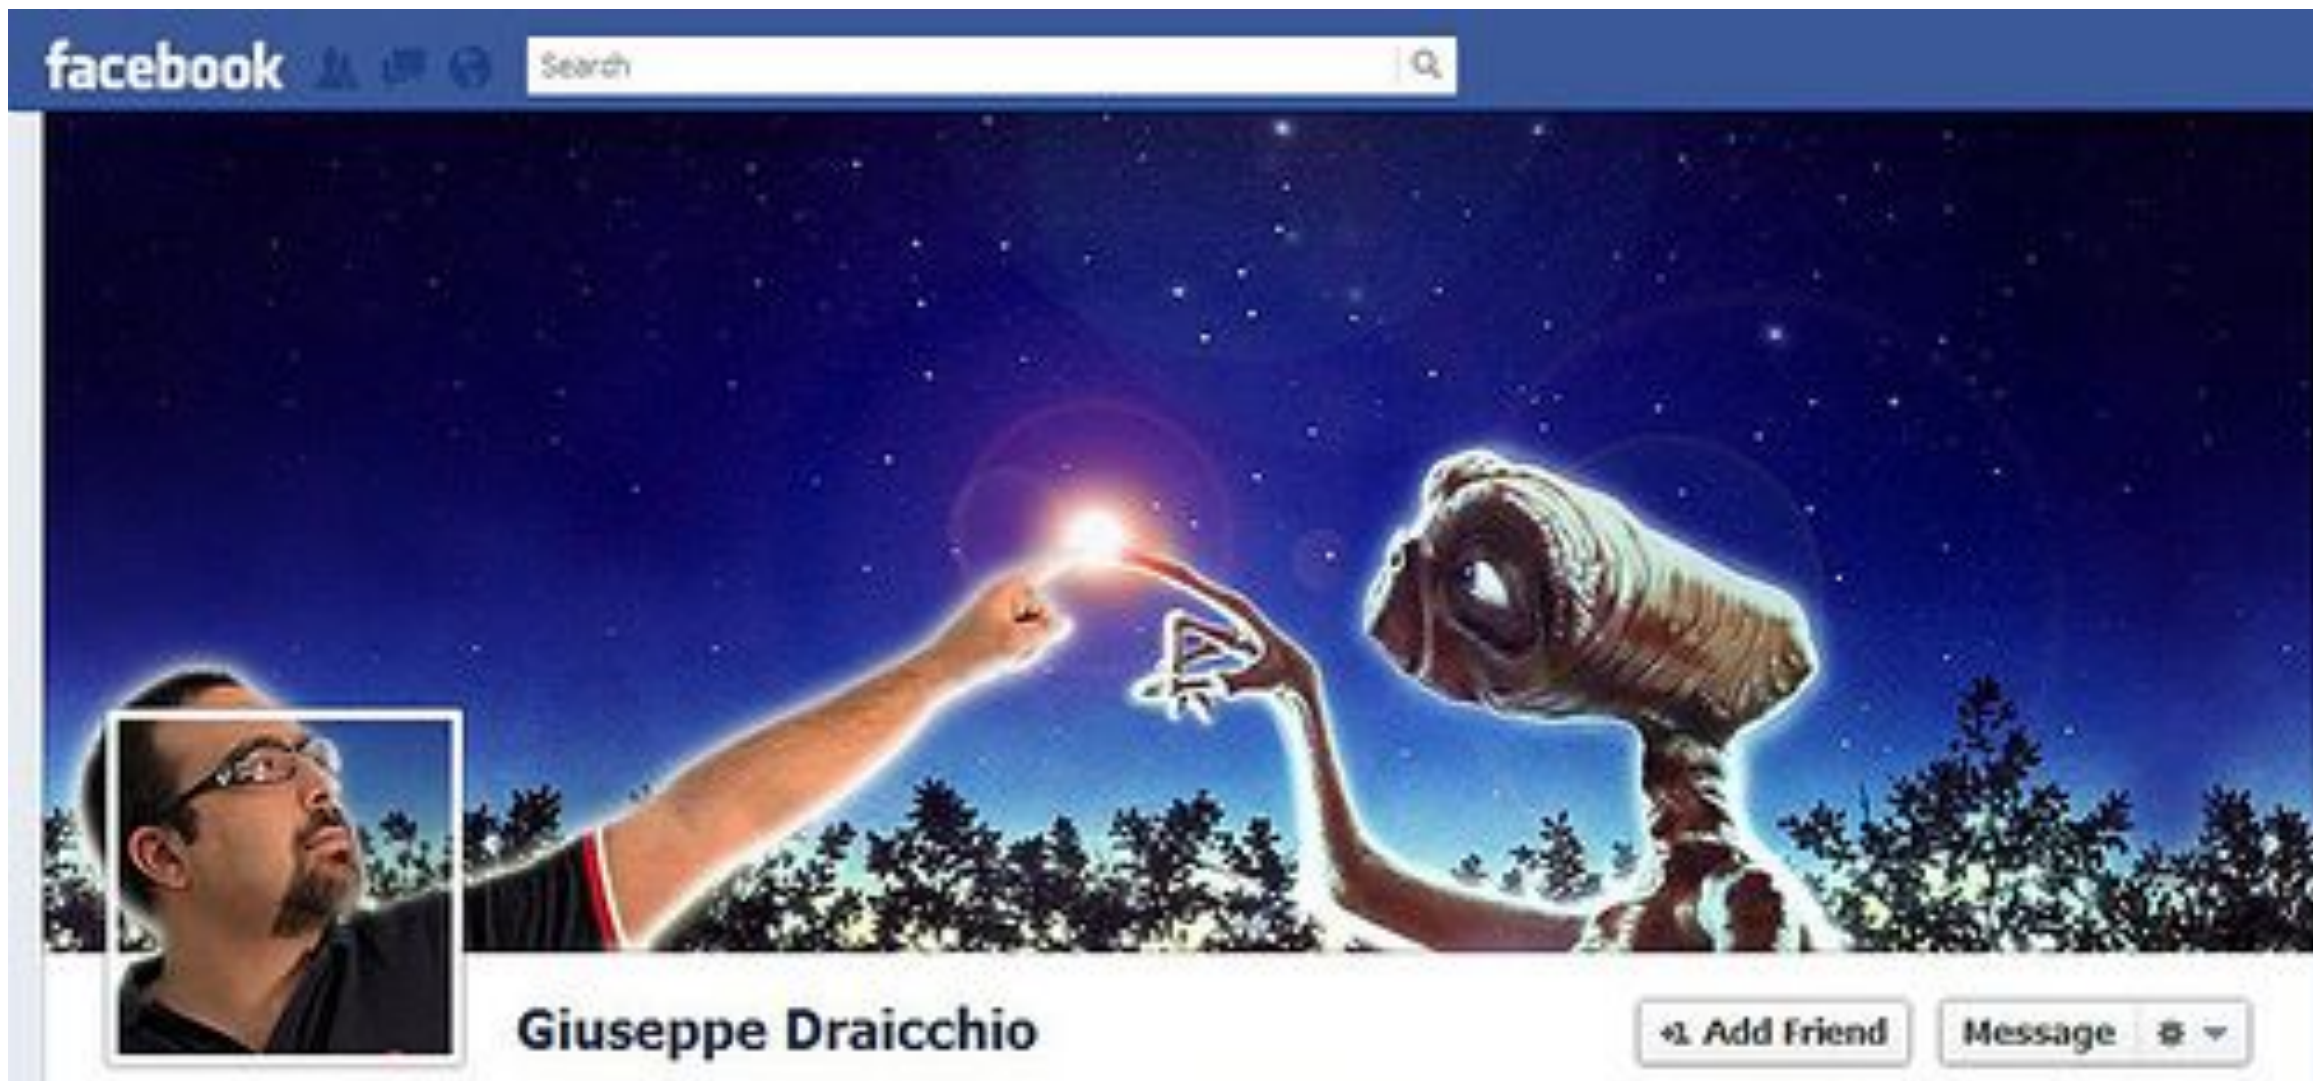 facebook
Search
Giuseppe Draicchio
+1 Add Friend
Message